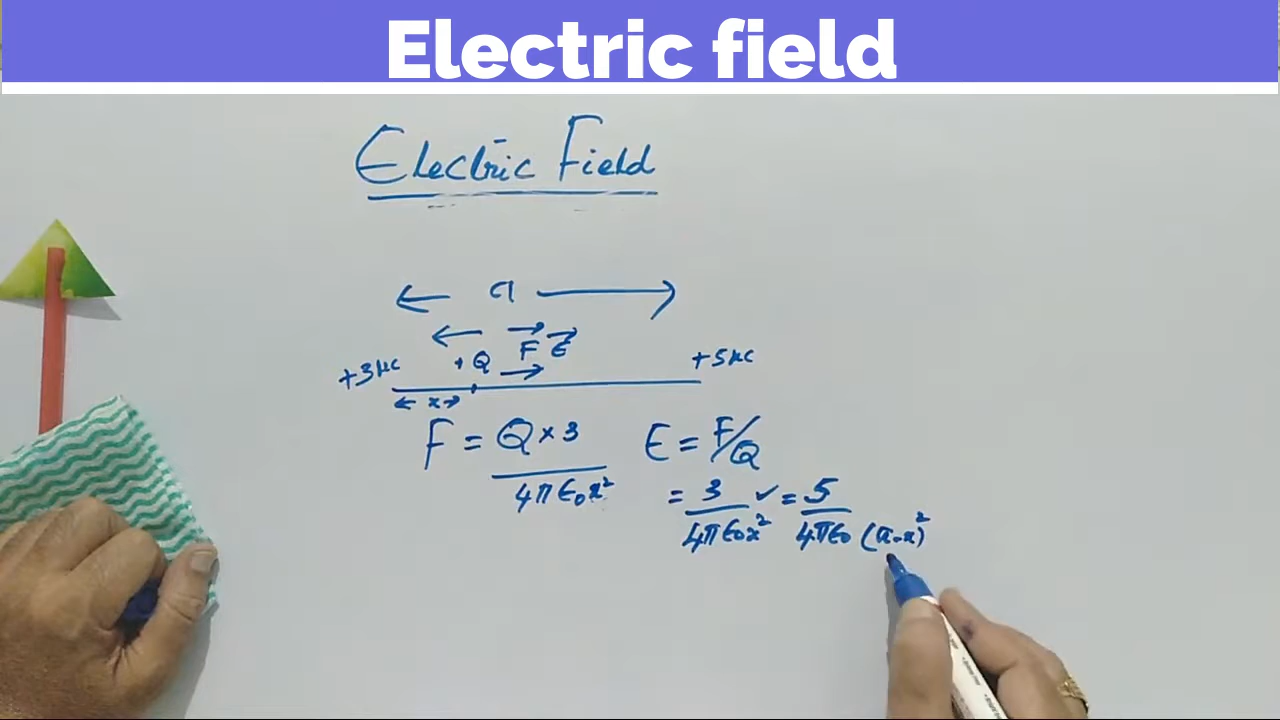 Electric field
Electric Field
a
F E
+3μc +Q +5μc
x
F = Q×3 / 4πε₀x² E = F/Q
= 3 / 4πε₀x² ✓ = 5 / 4πε₀ (a-x)²